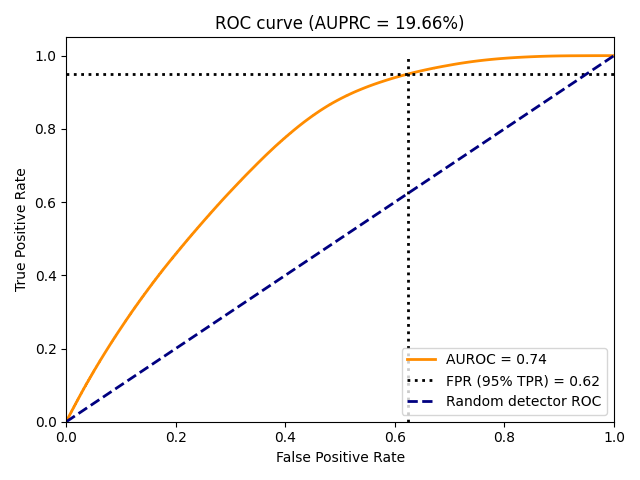 ROC curve (AUPRC = 19.66%)
True Positive Rate
1.0
0.8
0.6
0.4
0.2
0.0
AUROC = 0.74
FPR (95% TPR) = 0.62
Random detector ROC
0.0 0.2 0.4 0.6 0.8 1.0
False Positive Rate